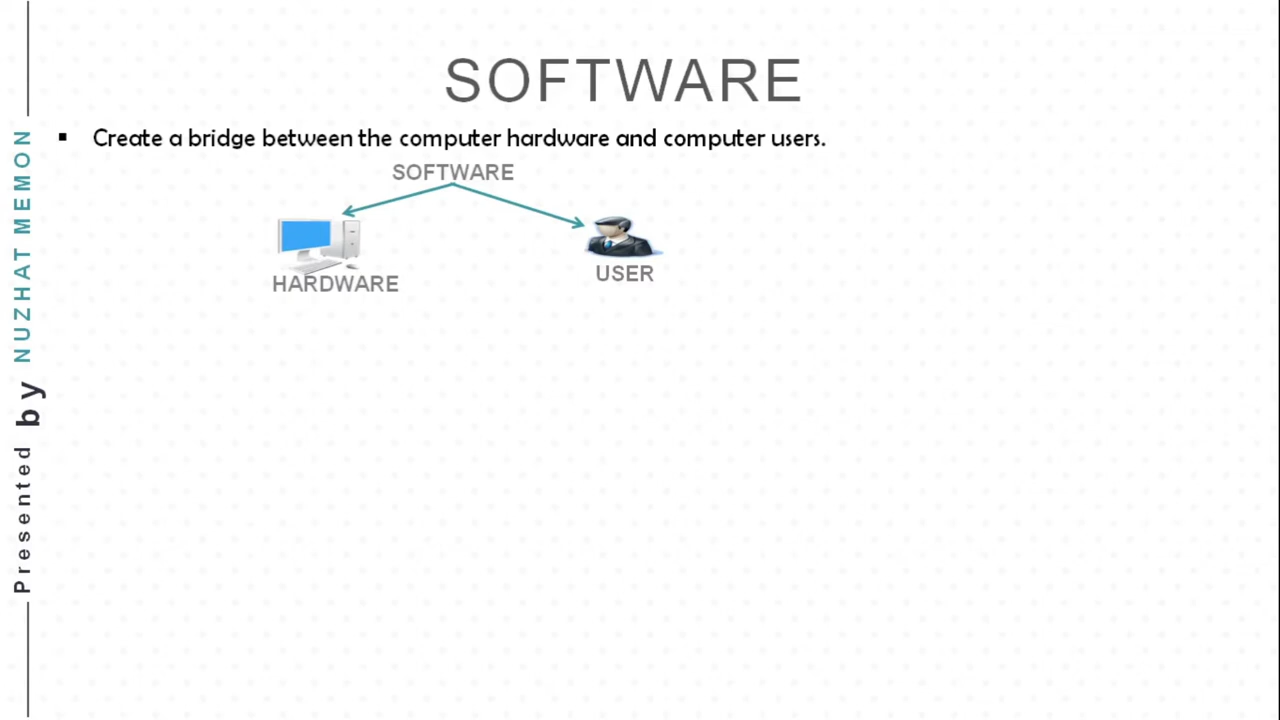 SOFTWARE
▪ Create a bridge between the computer hardware and computer users.
SOFTWARE
HARDWARE
USER
Presented by NUZHAT MEMON